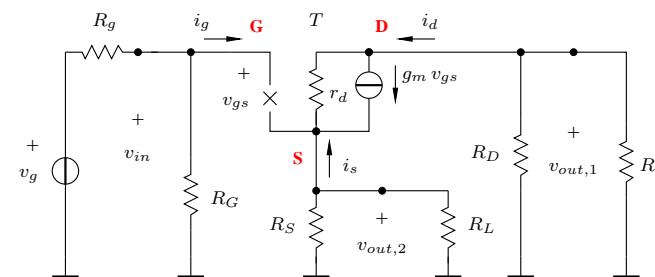 R_g i_g G T D i_d
+ v_gs r_d g_m v_gs
+ v_g + v_in S i_s R_D + v_out,1 R
R_G R_S + v_out,2 R_L